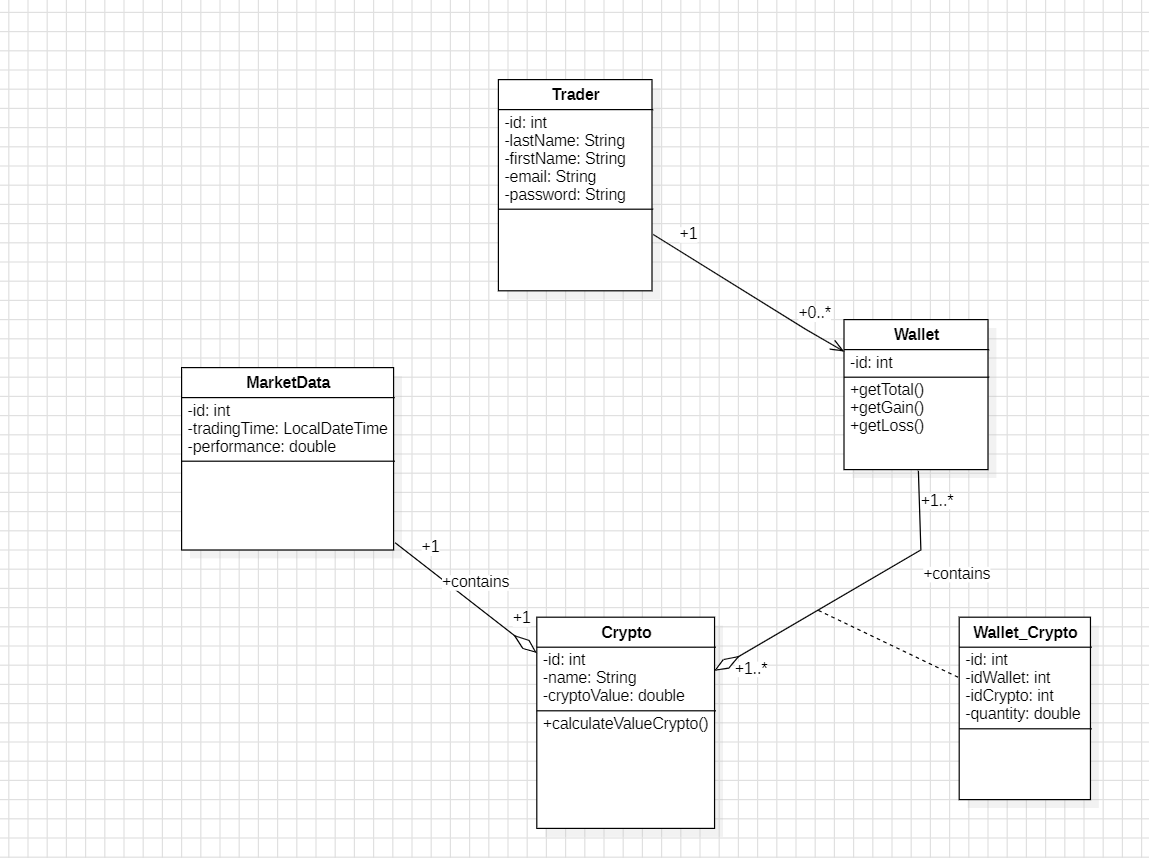 Trader
-id: int
-lastName: String
-firstName: String
-email: String
-password: String
+1
+0..*
Wallet
-id: int
+getTotal()
+getGain()
+getLoss()
MarketData
-id: int
-tradingTime: LocalDateTime
-performance: double
+1..*
+1
+contains
+contains
+1
Crypto
-id: int
-name: String
-cryptoValue: double
+calculateValueCrypto()
+1..*
Wallet_Crypto
-id: int
-idWallet: int
-idCrypto: int
-quantity: double